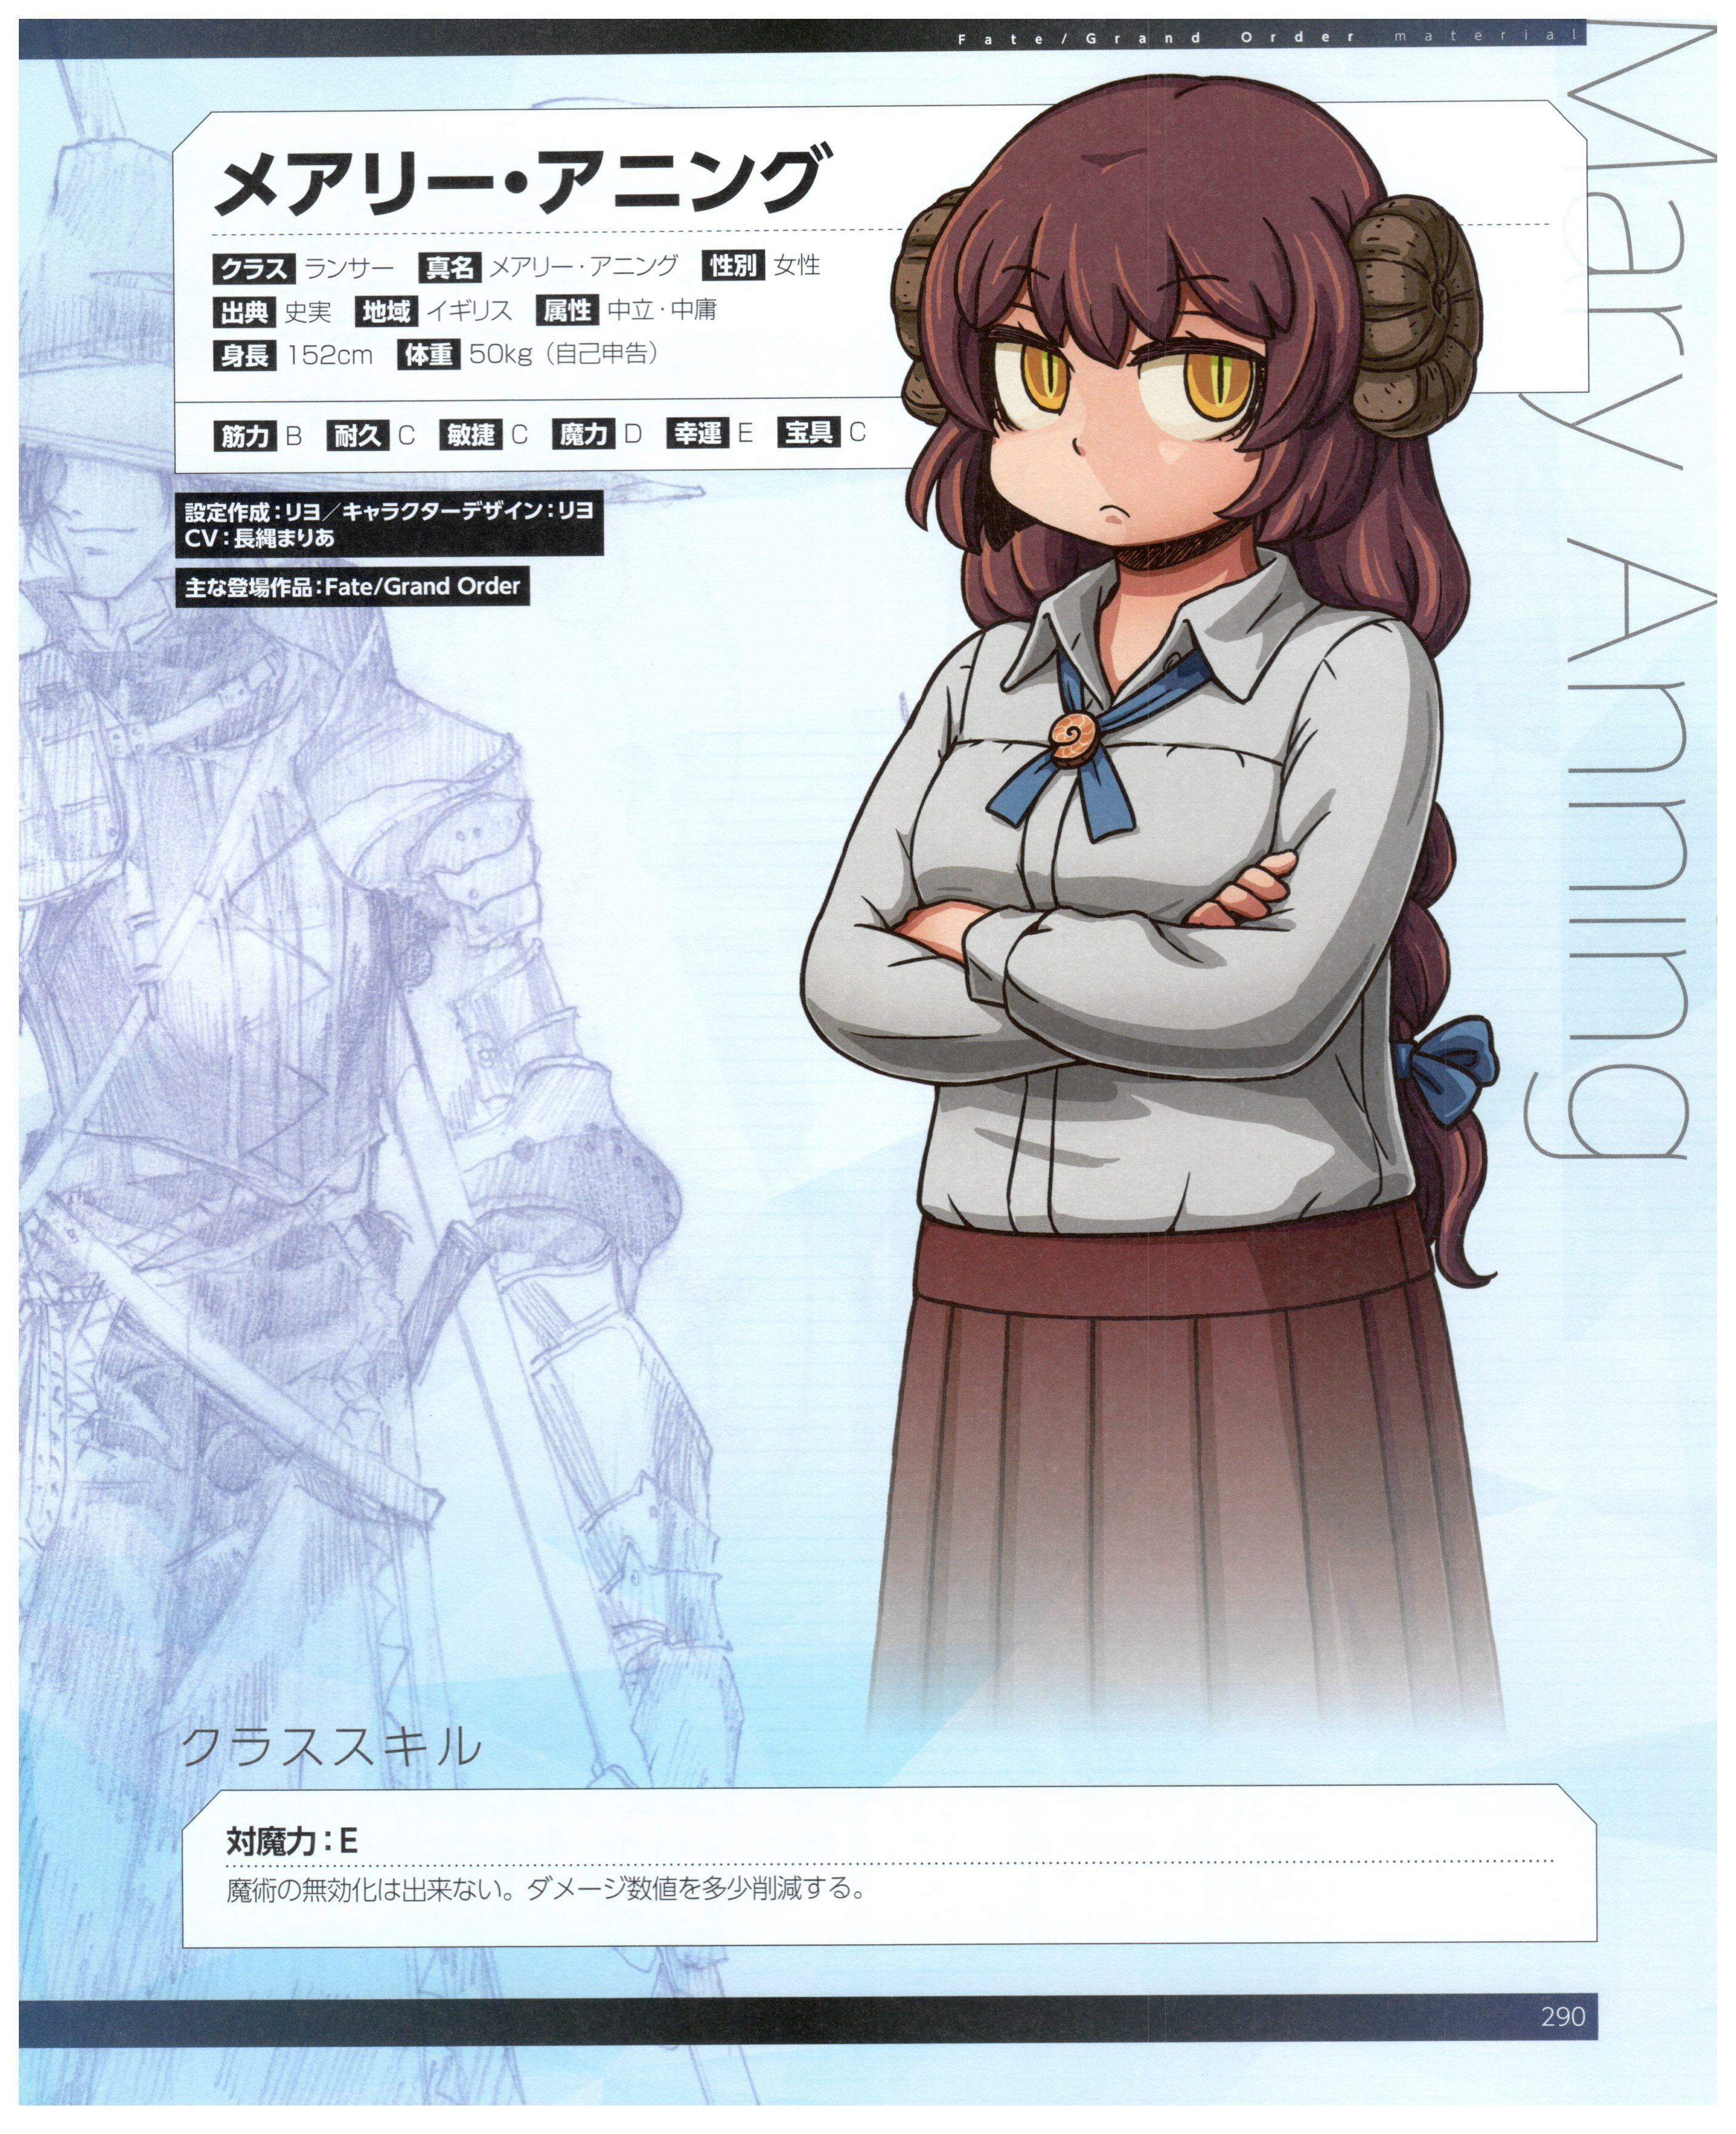 Fate/Grand Order material
Mary Anning
メアリー・アニング
クラス ランサー 真名 メアリー・アニング 性別 女性
出典 史実 地域 イギリス 属性 中立・中庸
身長 152cm 体重 50kg（自己申告）
筋力 B 耐久 C 敏捷 C 魔力 D 幸運 E 宝具 C
設定作成：リヨ／キャラクターデザイン：リヨ
CV：長縄まりあ
主な登場作品：Fate/Grand Order
クラススキル
対魔力：E
魔術の無効化は出来ない。ダメージ数値を多少削減する。
290